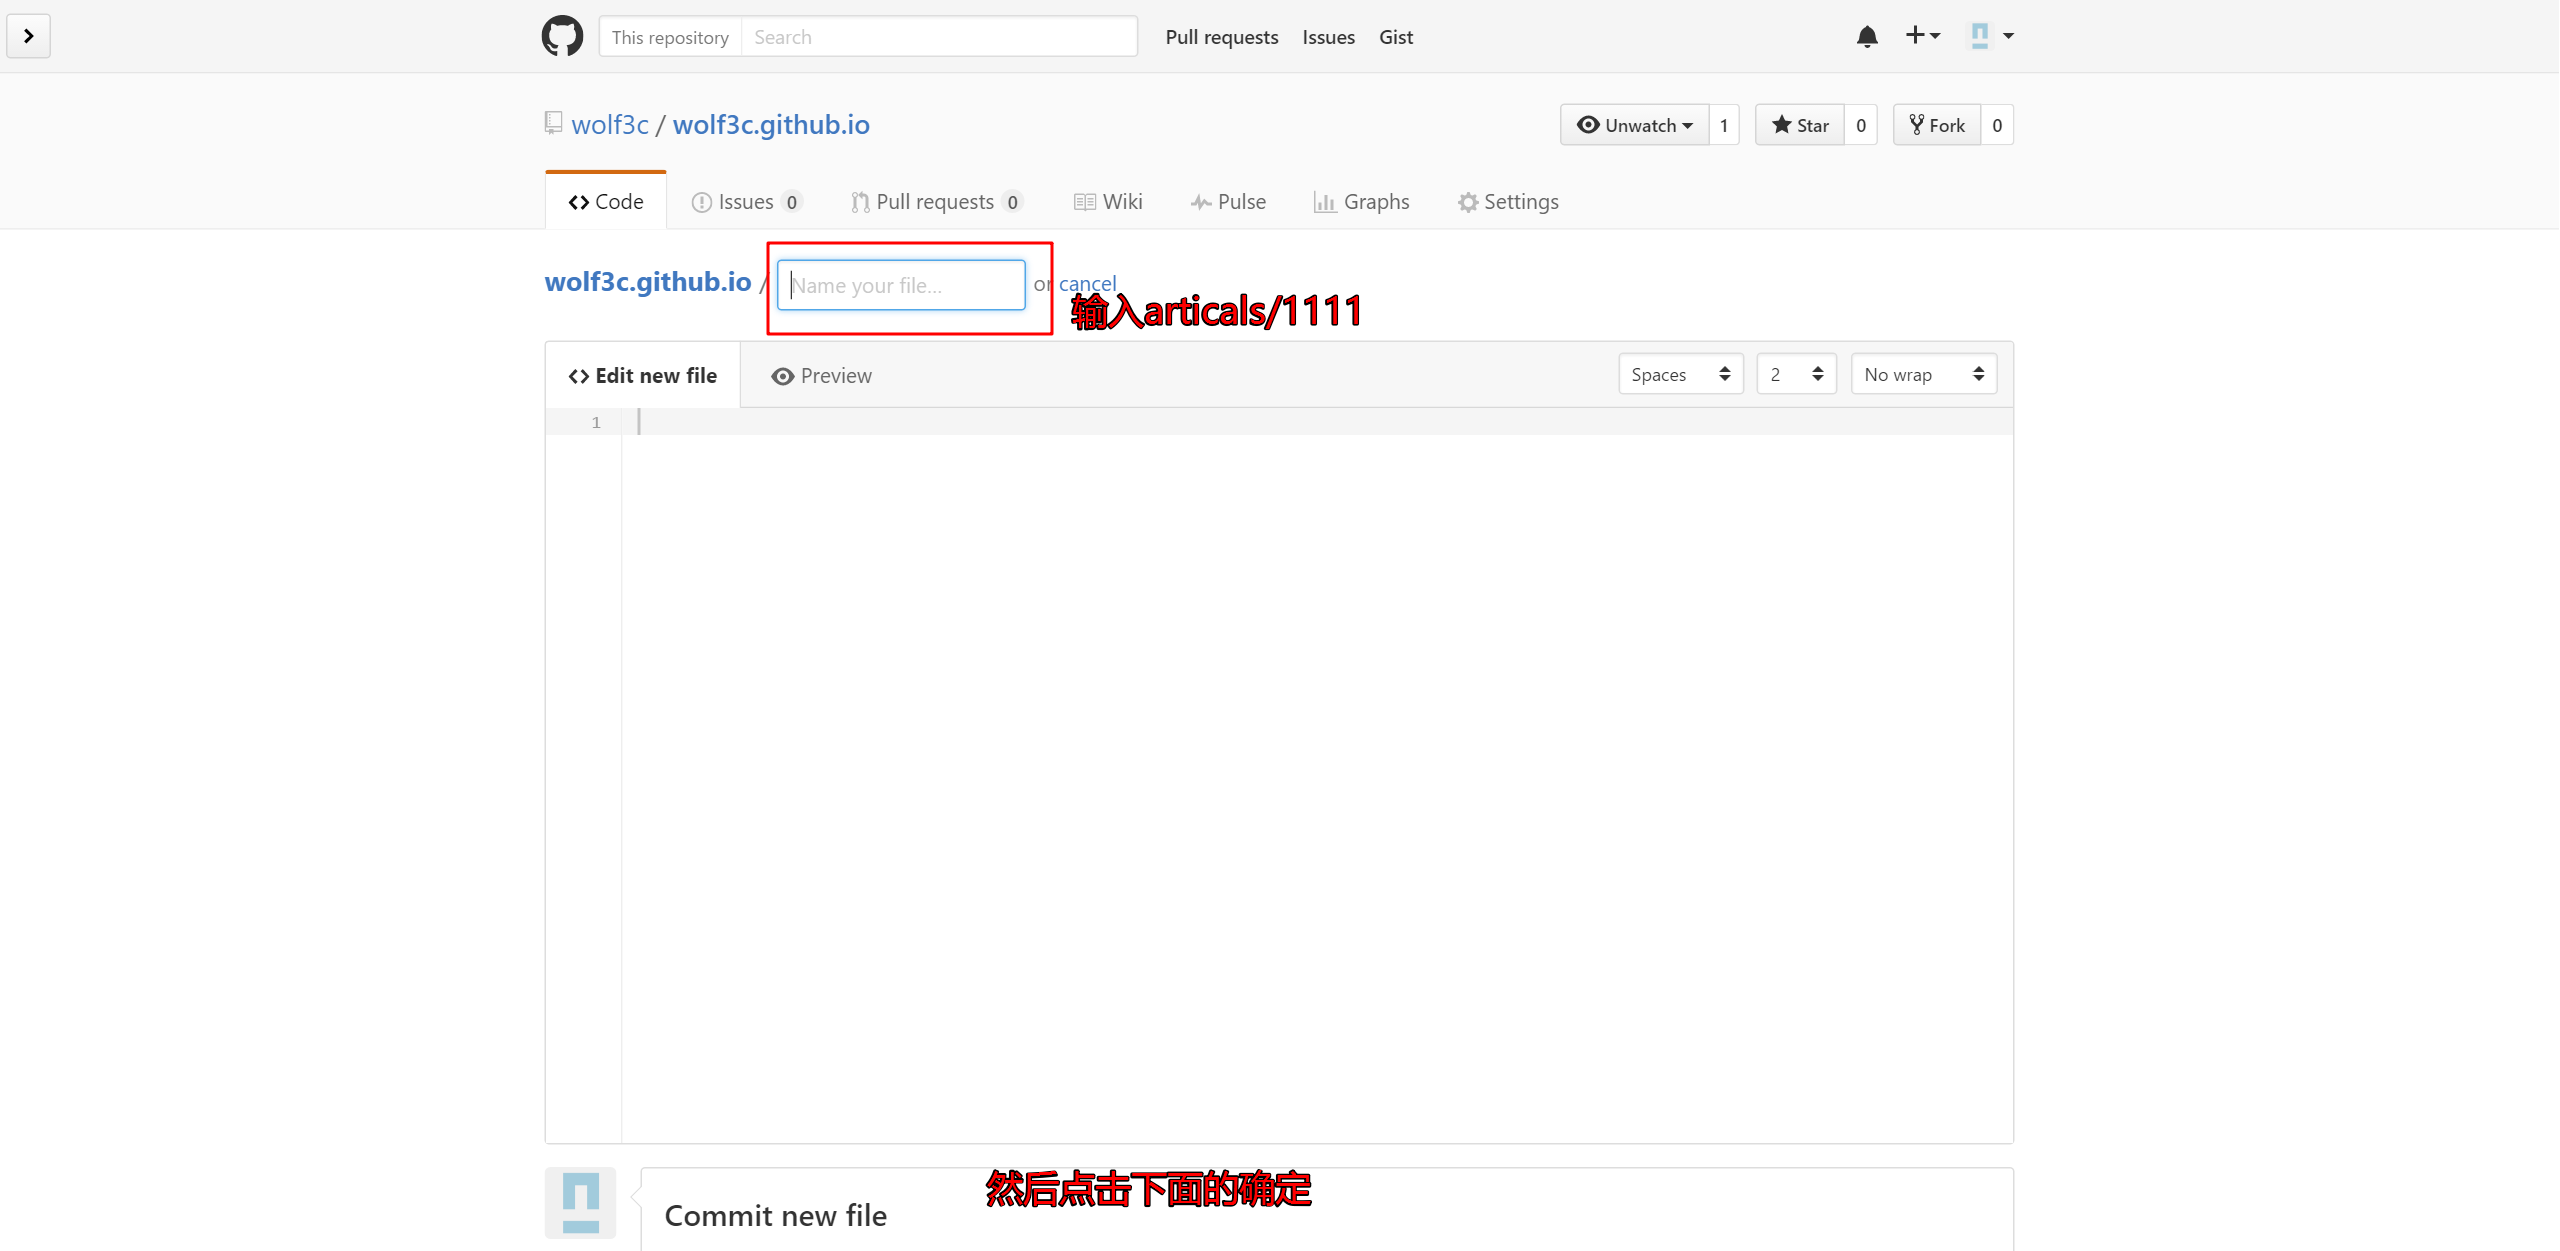 This repository Search Pull requests Issues Gist
wolf3c / wolf3c.github.io Unwatch 1 Star 0 Fork 0
Code Issues 0 Pull requests 0 Wiki Pulse Graphs Settings
wolf3c.github.io / Name your file... or cancel
输入articals/1111
Edit new file Preview Spaces 2 No wrap
1
然后点击下面的确定
Commit new file